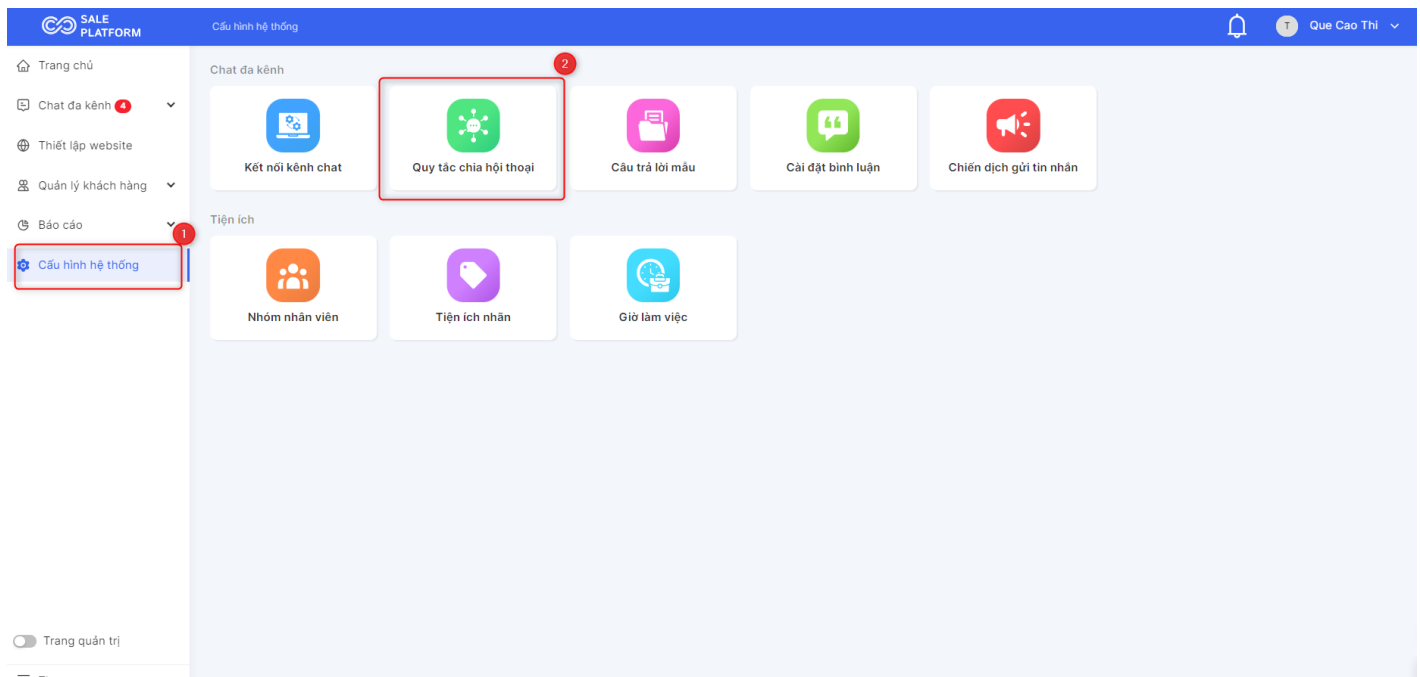 SALE
PLATFORM
Cấu hình hệ thống
T
Que Cao Thi
Trang chủ
Chat đa kênh 4
Thiết lập website
Quản lý khách hàng
Báo cáo
1
Cấu hình hệ thống
Trang quản trị
Chat đa kênh
2
Kết nối kênh chat
Quy tắc chia hội thoại
Câu trả lời mẫu
Cài đặt bình luận
Chiến dịch gửi tin nhắn
Tiện ích
Nhóm nhân viên
Tiện ích nhãn
Giờ làm việc